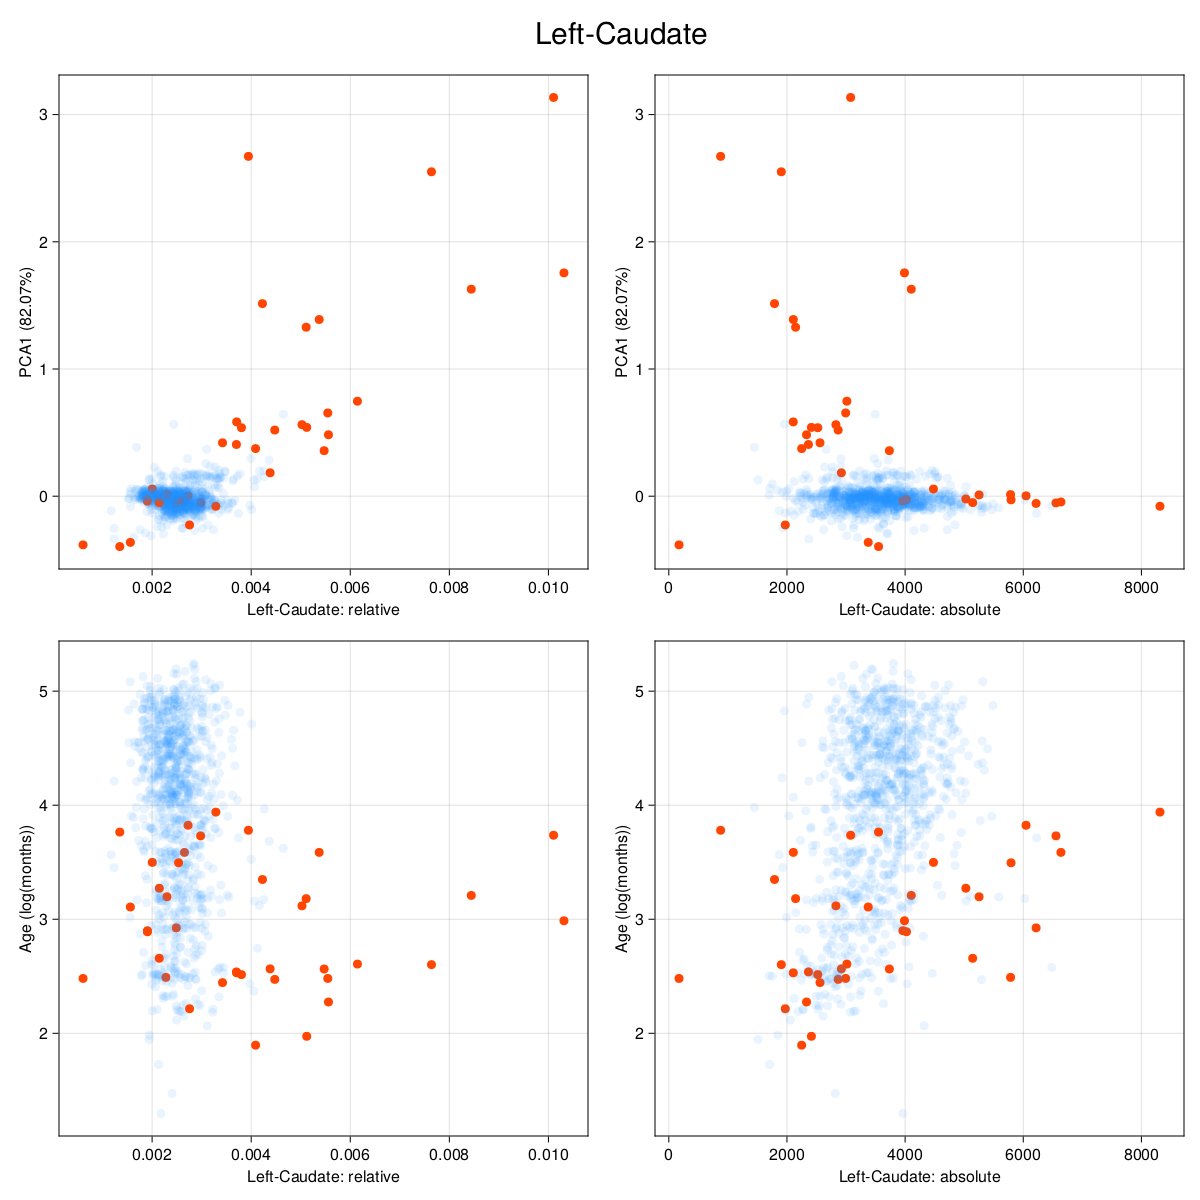 Left-Caudate
PCA1 (82.07%)
3
2
1
0
0.002 0.004 0.006 0.008 0.010
Left-Caudate: relative
PCA1 (82.07%)
3
2
1
0
0 2000 4000 6000 8000
Left-Caudate: absolute
Age (log(months))
5
4
3
2
0.002 0.004 0.006 0.008 0.010
Left-Caudate: relative
Age (log(months))
5
4
3
2
0 2000 4000 6000 8000
Left-Caudate: absolute